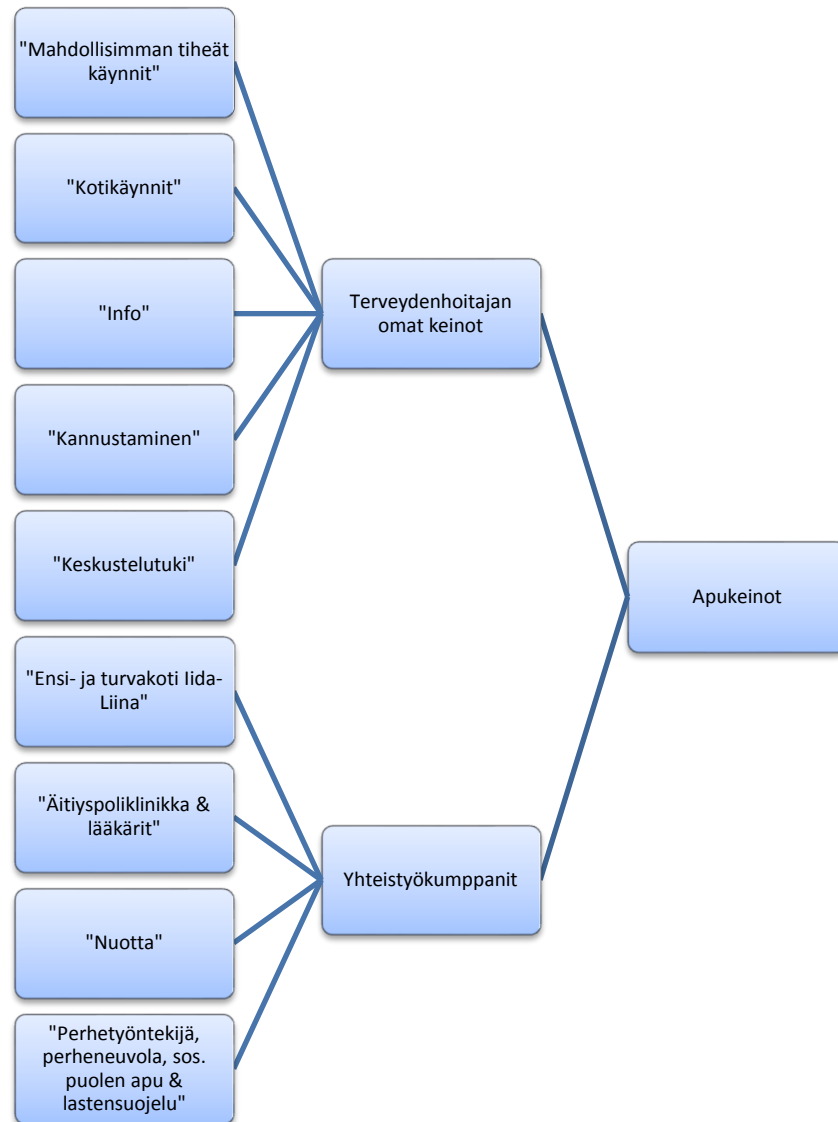 "Mahdollisimman tiheät
käynnit"
"Kotikäynnit"
"Info"
"Kannustaminen"
"Keskustelutuki"
Terveydenhoitajan
omat keinot
"Ensi- ja turvakoti Iida-
Liina"
"Äitiyspoliklinikka &
lääkärit"
"Nuotta"
"Perhetyöntekijä,
perheneuvola, sos.
puolen apu &
lastensuojelu"
Yhteistyökumppanit
Apukeinot